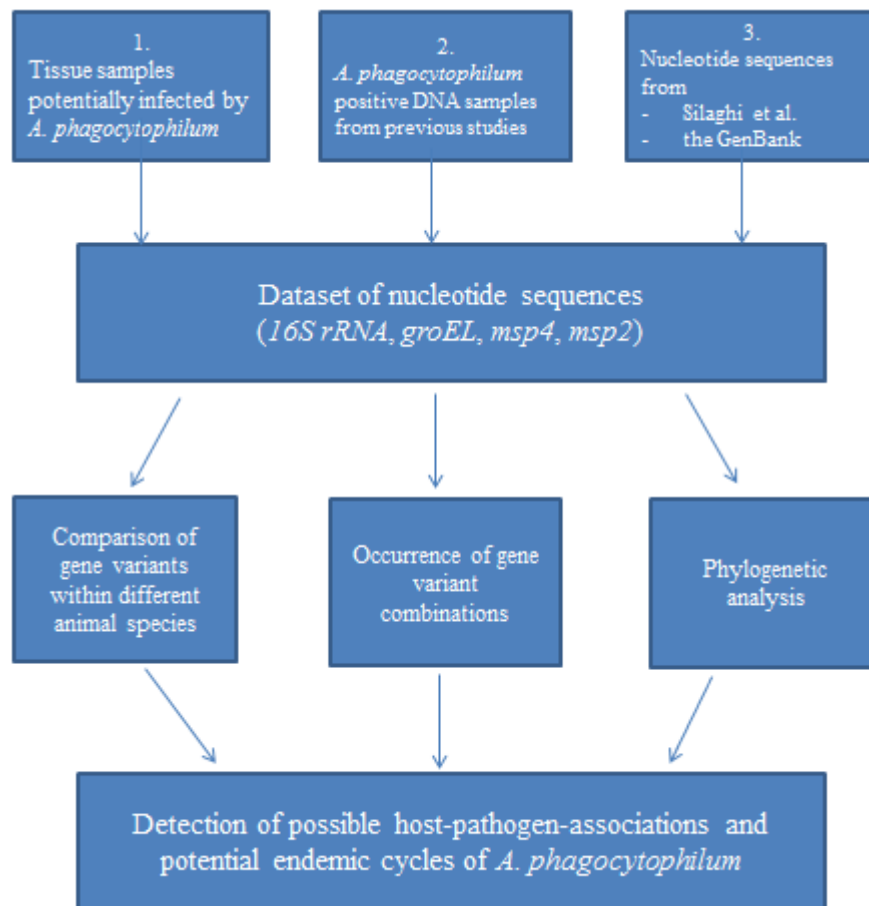 1.
Tissue samples
potentially infected by
A. phagocytophilum
2.
A. phagocytophilum
positive DNA samples
from previous studies
3.
Nucleotide sequences
from
- Silaghi et al.
- the GenBank
Dataset of nucleotide sequences
(16S rRNA, groEL, msp4, msp2)
Comparison of
gene variants
within different
animal species
Occurrence of gene
variant
combinations
Phylogenetic
analysis
Detection of possible host-pathogen-associations and
potential endemic cycles of A. phagocytophilum